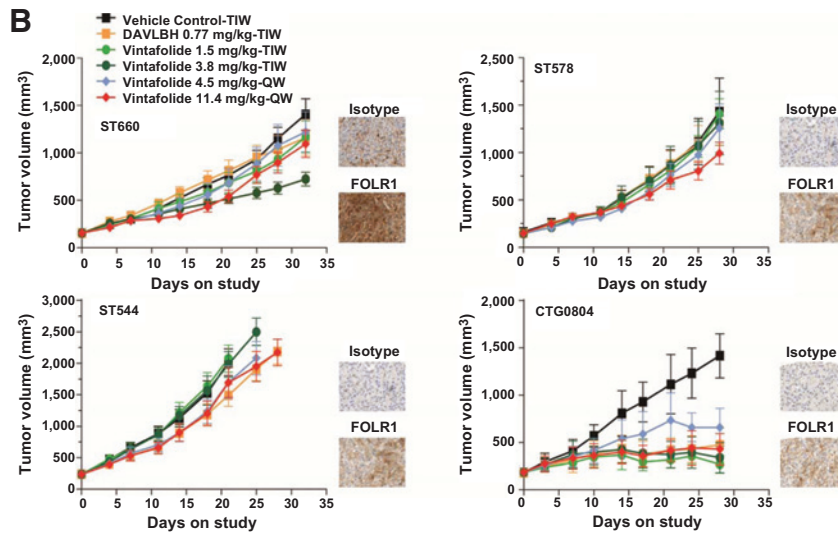 B
Vehicle Control-TIW
DAVLBH 0.77 mg/kg-TIW
Vintafolide 1.5 mg/kg-TIW
Vintafolide 3.8 mg/kg-TIW
Vintafolide 4.5 mg/kg-QW
Vintafolide 11.4 mg/kg-QW
ST660
Tumor volume (mm3)
2,000
1,500
1,000
500
0
0 5 10 15 20 25 30 35
Days on study
Isotype
FOLR1
ST578
Tumor volume (mm3)
2,500
1,500
1,000
500
0
0 5 10 15 20 25 30 35
Days on study
Isotype
FOLR1
ST544
Tumor volume (mm3)
3,000
2,500
2,000
1,500
1,000
500
0
0 5 10 15 20 25 30 35
Days on study
Isotype
FOLR1
CTG0804
Tumor volume (mm3)
2,000
1,500
1,000
500
0
0 5 10 15 20 25 30 35
Days on study
Isotype
FOLR1